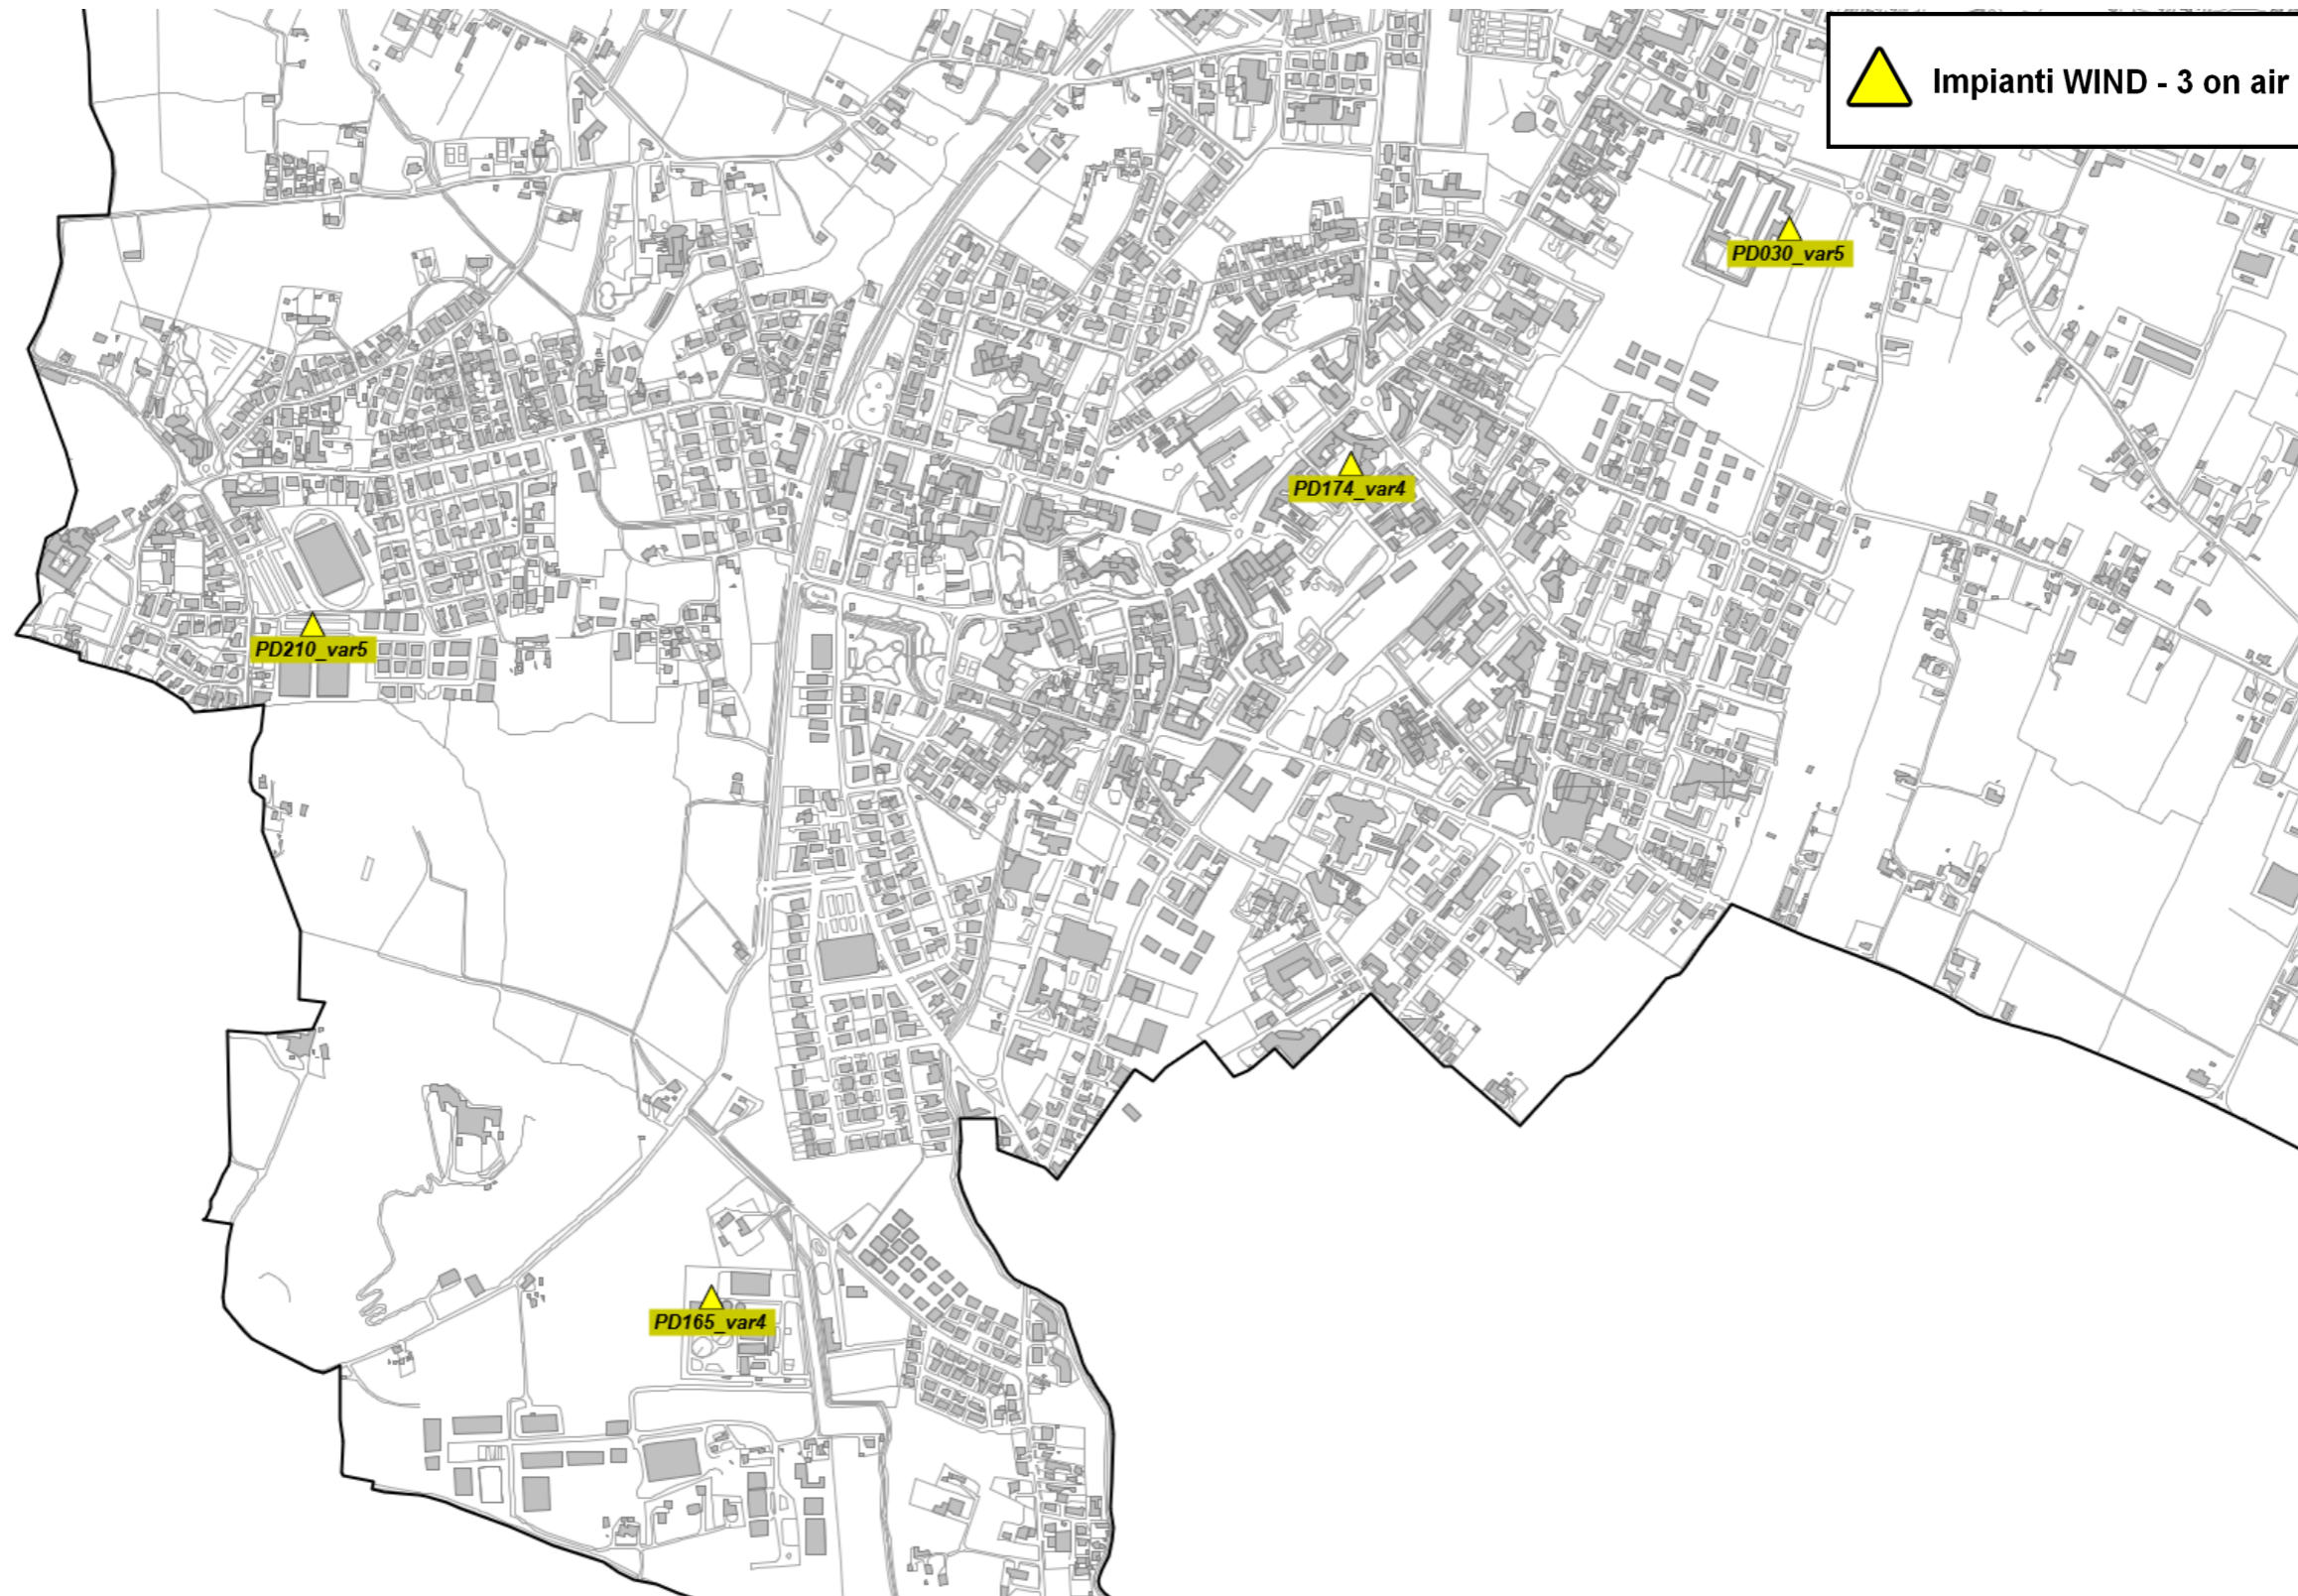 Impianti WIND - 3 on air
PD030_var5
PD174_var4
PD210_var5
PD165_var4